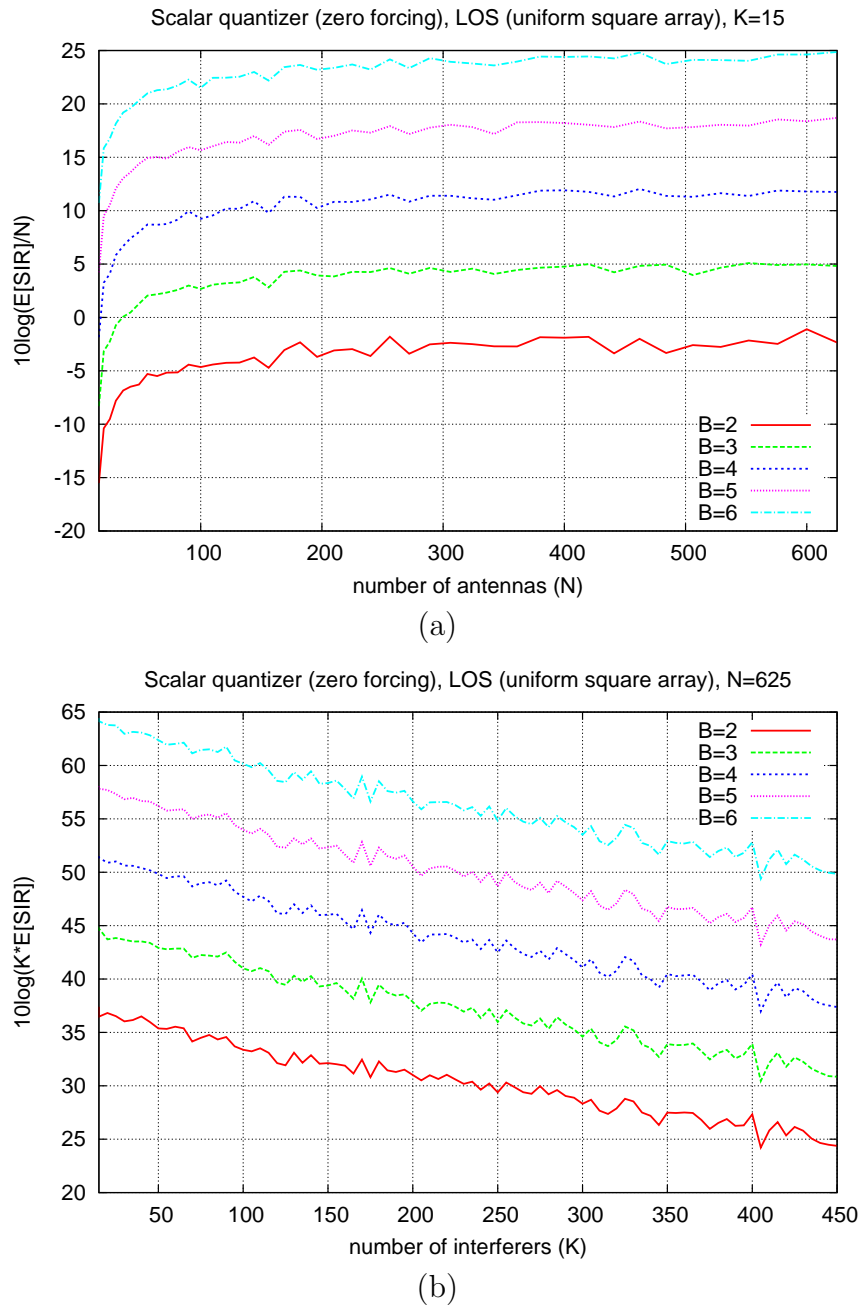 Scalar quantizer (zero forcing), LOS (uniform square array), K=15
25
20
15
10
5
0
-5
-10
-15
-20
10log(E[SIR]/N)
B=2
B=3
B=4
B=5
B=6
100 200 300 400 500 600
number of antennas (N)
(a)
Scalar quantizer (zero forcing), LOS (uniform square array), N=625
65
60
55
50
45
40
35
30
25
20
10log(K*E[SIR])
B=2
B=3
B=4
B=5
B=6
50 100 150 200 250 300 350 400 450
number of interferers (K)
(b)